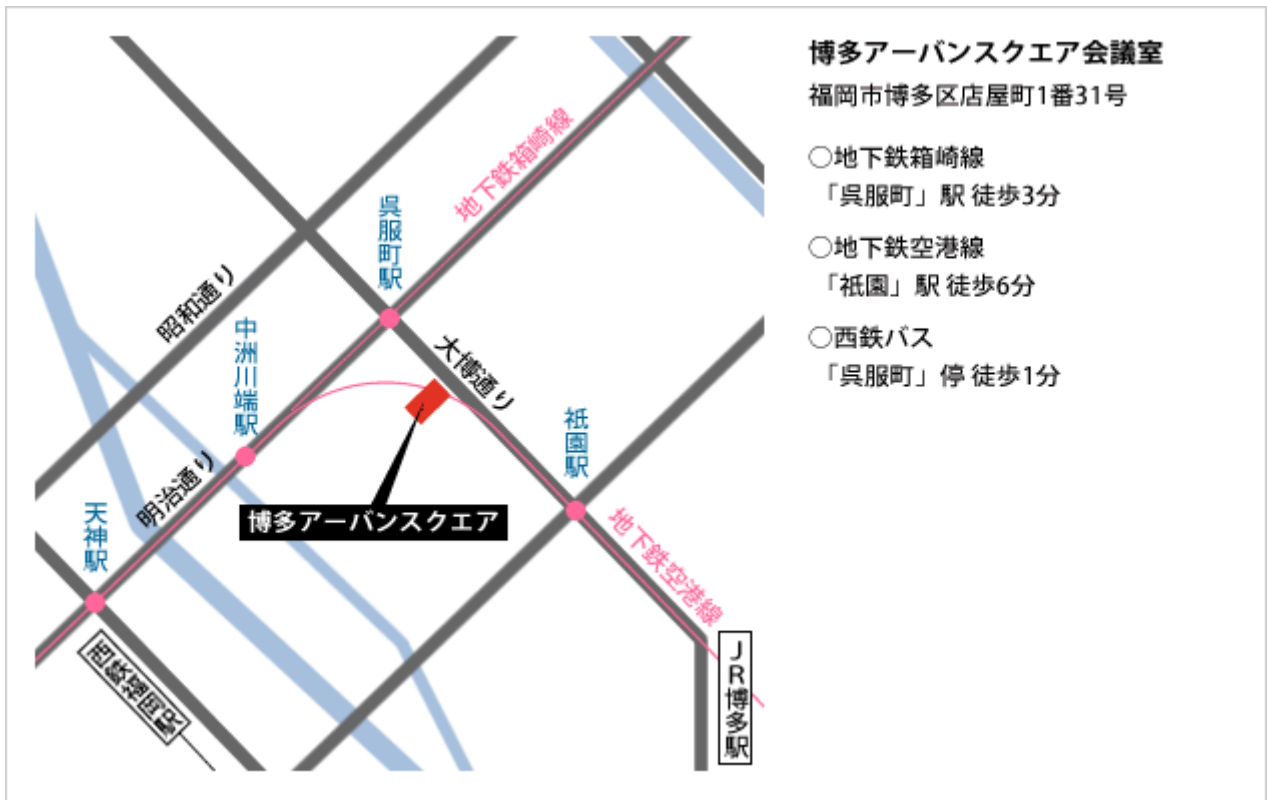 博多アーバンスクエア会議室
福岡市博多区店屋町1番31号
○地下鉄箱崎線
「呉服町」駅 徒歩3分
○地下鉄空港線
「祇園」駅 徒歩6分
○西鉄バス
「呉服町」停 徒歩1分
地下鉄箱崎線
呉服町駅
昭和通り
中洲川端駅
大博通り
祇園駅
明治通り
博多アーバンスクエア
天神駅
地下鉄空港線
西鉄福岡駅
JR博多駅